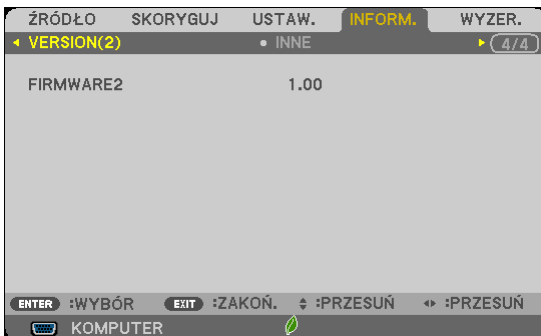 ŹRÓDŁO SKORYGUJ USTAW. INFORM. WYZER.
VERSION(2) INNE 4/4
FIRMWARE2 1.00
ENTER :WYBÓR EXIT :ZAKOŃ. :PRZESUŃ :PRZESUŃ
KOMPUTER